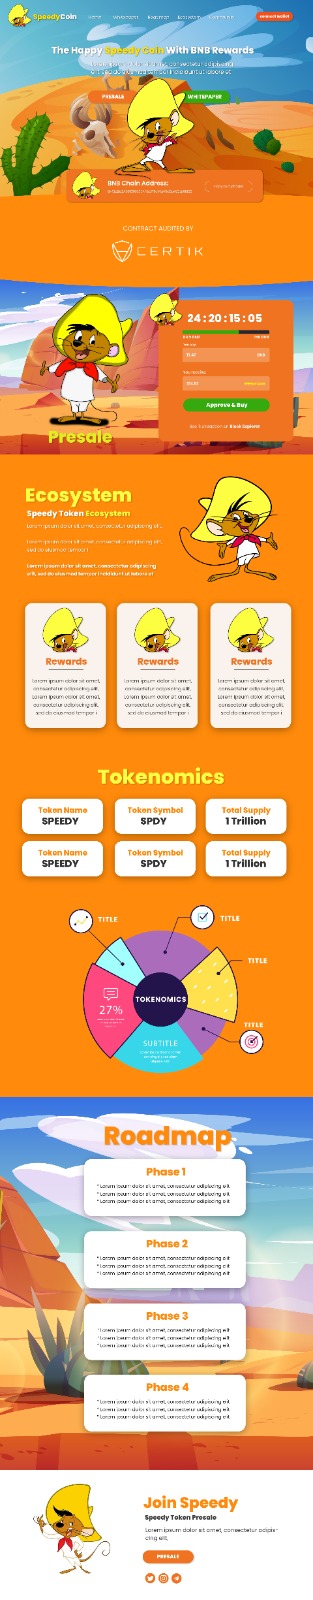 SpeedyCoin Home Whitepaper Roadmap Ecosystem
connect wallet
The Happy Speedy Coin With BNB Rewards
Lorem ipsum dolor sit amet, consectetur adipiscing
elit, sed do eiusmod tempor incididunt ut labore et
PRESALE WHITEPAPER
BNB Chain Address:
CONTRACT AUDITED BY
CERTIK
24 : 20 : 15 : 05
BNB
Approve & Buy
Block Explorer
Presale
Ecosystem
Speedy Token Ecosystem
Lorem ipsum dolor sit amet, consectetur adipiscing elit,
Lorem ipsum dolor sit amet, consectetur adipiscing elit,
sed do eiusmod tempor i
Lorem ipsum dolor sit amet, consectetur adipiscing
elit, sed do eiusmod tempor incididunt ut labore et
Rewards
Lorem ipsum dolor sit amet,
consectetur adipiscing elit,
Lorem ipsum dolor sit amet,
consectetur adipiscing elit,
sed do eiusmod tempor i
Rewards
Lorem ipsum dolor sit amet,
consectetur adipiscing elit,
Lorem ipsum dolor sit amet,
consectetur adipiscing elit,
sed do eiusmod tempor i
Rewards
Lorem ipsum dolor sit amet,
consectetur adipiscing elit,
Lorem ipsum dolor sit amet,
consectetur adipiscing elit,
sed do eiusmod tempor i
Tokenomics
Token Name
SPEEDY
Token Symbol
SPDY
Total Supply
1 Trillion
Token Name
SPEEDY
Token Symbol
SPDY
Total Supply
1 Trillion
TITLE
TITLE
TITLE
TITLE
TOKENOMICS
27%
SUBTITLE
Roadmap
Phase 1
* Lorem ipsum dolor sit amet, consectetur adipiscing elit
* Lorem ipsum dolor sit amet, consectetur adipiscing elit
* Lorem ipsum dolor sit amet, consectetur adipiscing elit
Phase 2
* Lorem ipsum dolor sit amet, consectetur adipiscing elit
* Lorem ipsum dolor sit amet, consectetur adipiscing elit
* Lorem ipsum dolor sit amet, consectetur adipiscing elit
Phase 3
* Lorem ipsum dolor sit amet, consectetur adipiscing elit
* Lorem ipsum dolor sit amet, consectetur adipiscing elit
* Lorem ipsum dolor sit amet, consectetur adipiscing elit
Phase 4
* Lorem ipsum dolor sit amet, consectetur adipiscing elit
* Lorem ipsum dolor sit amet, consectetur adipiscing elit
* Lorem ipsum dolor sit amet, consectetur adipiscing elit
Join Speedy
Speedy Token Presale
Lorem ipsum dolor sit amet, consectetur adipiscing
elit,
PRESALE